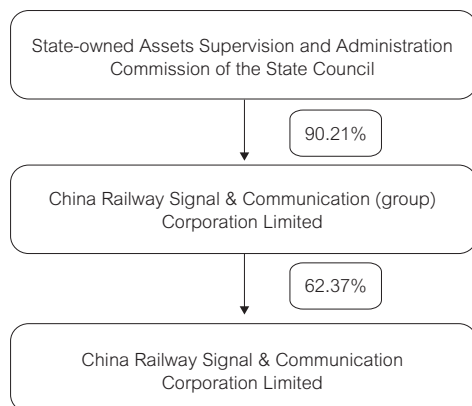 State-owned Assets Supervision and Administration
Commission of the State Council
90.21%
China Railway Signal & Communication (group)
Corporation Limited
62.37%
China Railway Signal & Communication
Corporation Limited